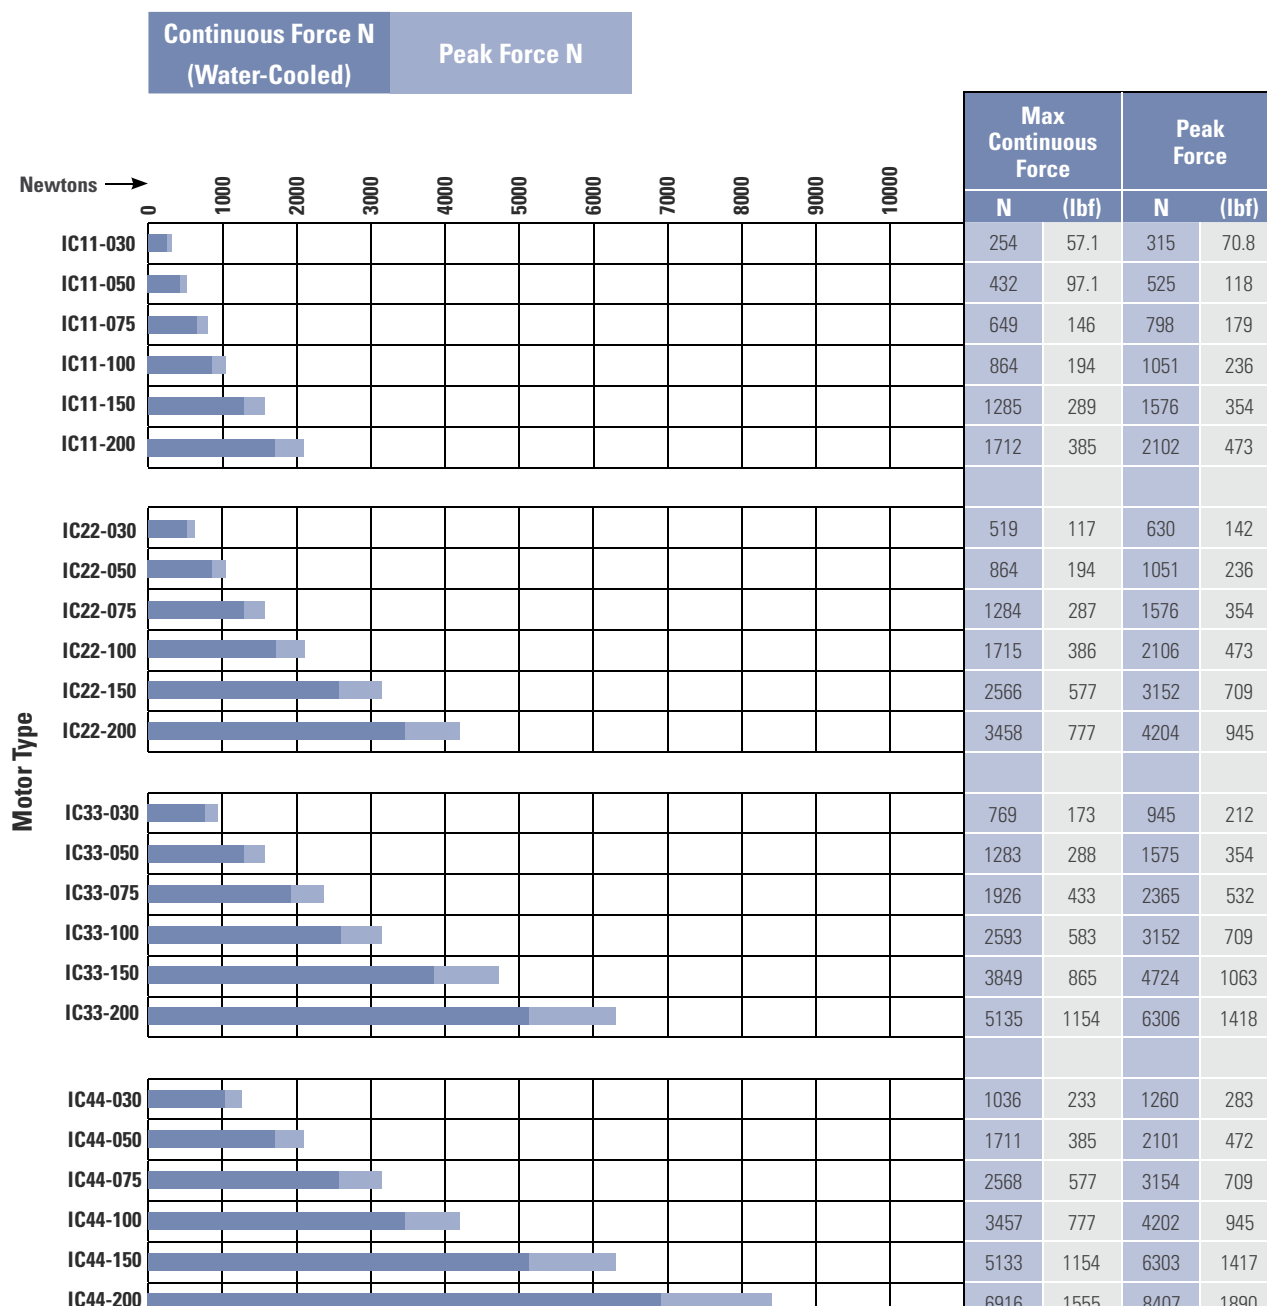 Continuous Force N
(Water-Cooled)
Peak Force N
Max
Continuous
Force
Peak
Force
N (lbf) N (lbf)
Newtons
0 1000 2000 3000 4000 5000 6000 7000 8000 9000 10000
Motor Type
IC11-030 254 57.1 315 70.8
IC11-050 432 97.1 525 118
IC11-075 649 146 798 179
IC11-100 864 194 1051 236
IC11-150 1285 289 1576 354
IC11-200 1712 385 2102 473
IC22-030 519 117 630 142
IC22-050 864 194 1051 236
IC22-075 1284 287 1576 354
IC22-100 1715 386 2106 473
IC22-150 2566 577 3152 709
IC22-200 3458 777 4204 945
IC33-030 769 173 945 212
IC33-050 1283 288 1575 354
IC33-075 1926 433 2365 532
IC33-100 2593 583 3152 709
IC33-150 3849 865 4724 1063
IC33-200 5135 1154 6306 1418
IC44-030 1036 233 1260 283
IC44-050 1711 385 2101 472
IC44-075 2568 577 3154 709
IC44-100 3457 777 4202 945
IC44-150 5133 1154 6303 1417
IC44-200 6916 1555 8407 1890